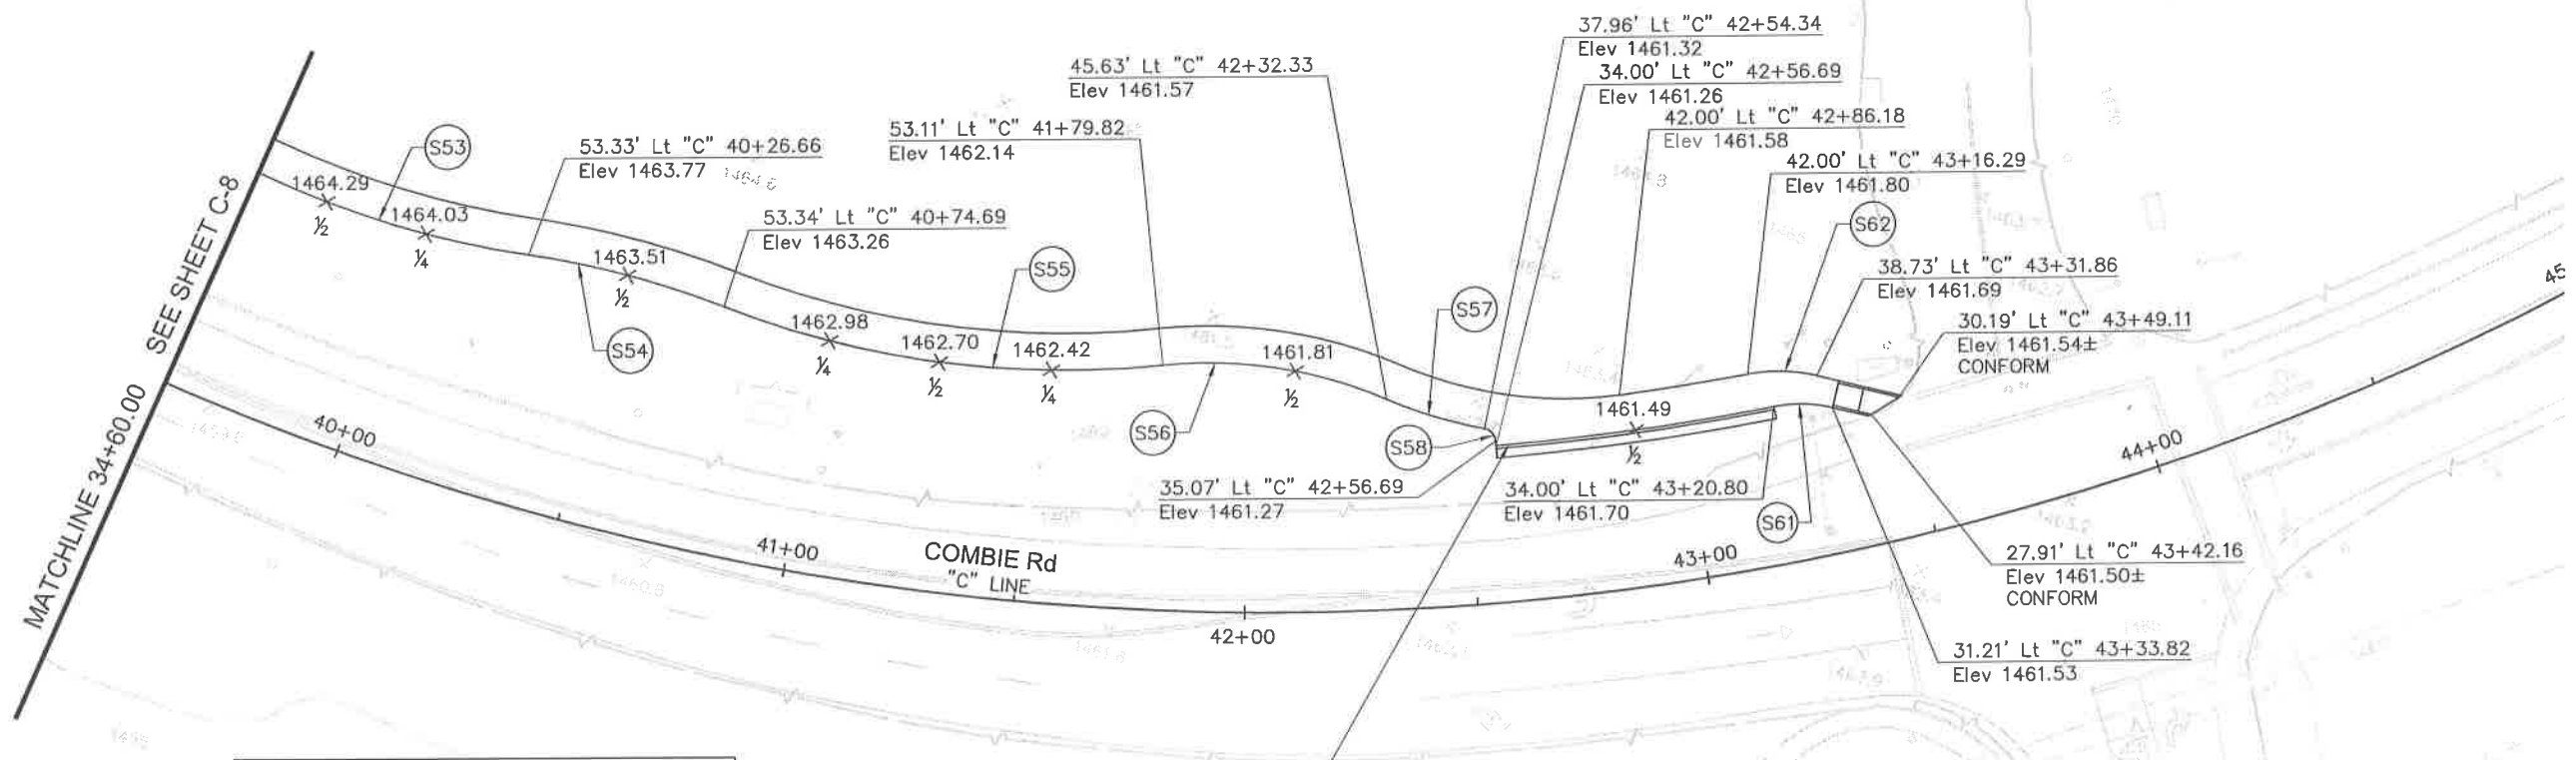 37.96' Lt "C" 42+54.34
Elev 1461.32
45.63' Lt "C" 42+32.33
Elev 1461.57
34.00' Lt "C" 42+56.69
Elev 1461.26
53.11' Lt "C" 41+79.82
Elev 1462.14
42.00' Lt "C" 42+86.18
Elev 1461.58
S53
53.33' Lt "C" 40+26.66
Elev 1463.77
42.00' Lt "C" 43+16.29
Elev 1461.80
1464.29
½
1464.03
¼
53.34' Lt "C" 40+74.69
Elev 1463.26
S62
SEE SHEET C-8
MATCHLINE 34+60.00
1463.51
½
S54
S55
38.73' Lt "C" 43+31.86
Elev 1461.69
1462.98
¼
1462.70
½
1462.42
¼
S57
30.19' Lt "C" 43+49.11
Elev 1461.54±
CONFORM
1461.81
½
S56
S58
1461.49
½
40+00
44+00
45
35.07' Lt "C" 42+56.69
Elev 1461.27
34.00' Lt "C" 43+20.80
Elev 1461.70
S61
41+00
COMBIE Rd
"C" LINE
43+00
27.91' Lt "C" 43+42.16
Elev 1461.50±
CONFORM
42+00
31.21' Lt "C" 43+33.82
Elev 1461.53